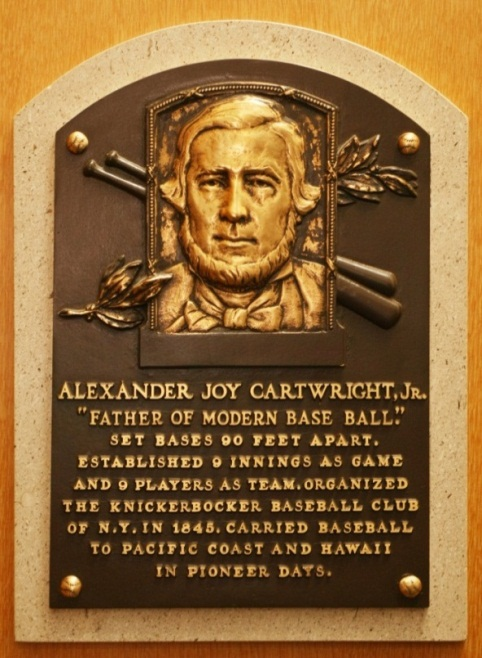 ALEXANDER JOY CARTWRIGHT, JR.
"FATHER OF MODERN BASE BALL."
SET BASES 90 FEET APART.
ESTABLISHED 9 INNINGS AS GAME
AND 9 PLAYERS AS TEAM. ORGANIZED
THE KNICKERBOCKER BASEBALL CLUB
OF N.Y. IN 1845. CARRIED BASEBALL
TO PACIFIC COAST AND HAWAII
IN PIONEER DAYS.